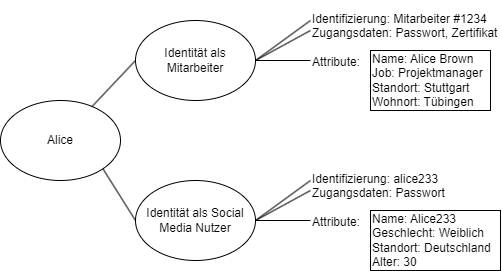 Alice
Identität als
Mitarbeiter
Identifizierung: Mitarbeiter #1234
Zugangsdaten: Passwort, Zertifikat
Attribute:
Name: Alice Brown
Job: Projektmanager
Standort: Stuttgart
Wohnort: Tübingen
Identität als Social
Media Nutzer
Identifizierung: alice233
Zugangsdaten: Passwort
Attribute:
Name: Alice233
Geschlecht: Weiblich
Standort: Deutschland
Alter: 30